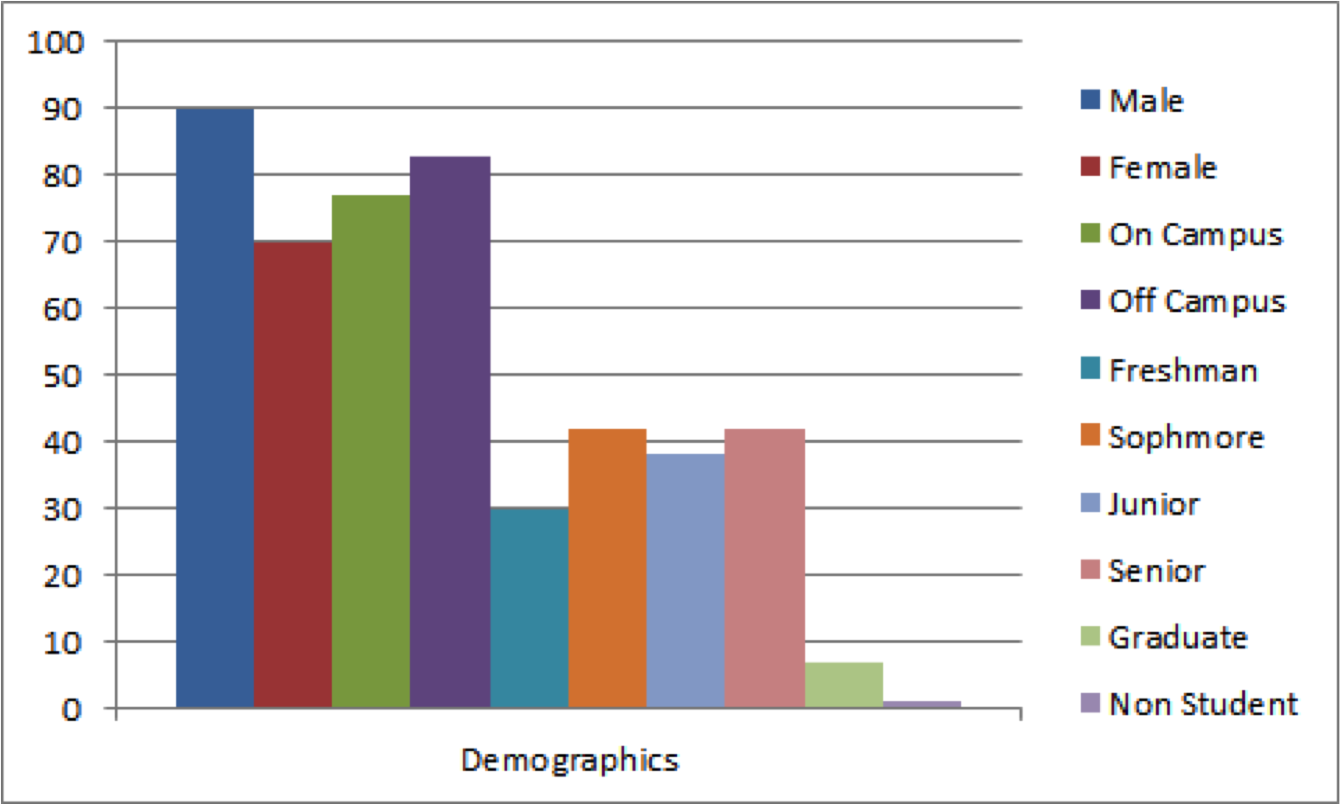 100
90
80
70
60
50
40
30
20
10
0
Demographics
Male
Female
On Campus
Off Campus
Freshman
Sophmore
Junior
Senior
Graduate
Non Student